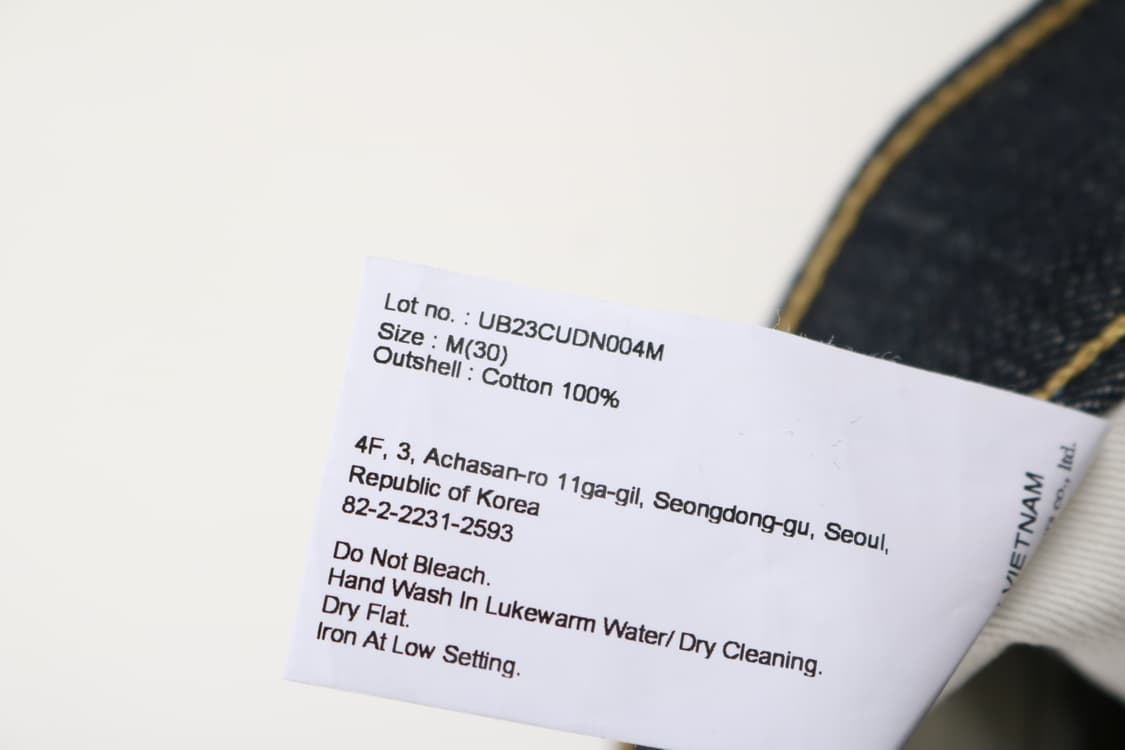 Lot no. : UB23CUDN004M
Size : M(30)
Outshell : Cotton 100%
4F, 3, Achasan-ro 11ga-gil, Seongdong-gu, Seoul,
Republic of Korea
82-2-2231-2593
Do Not Bleach.
Hand Wash In Lukewarm Water/ Dry Cleaning.
Dry Flat.
Iron At Low Setting.
VIETNAM
co., ltd.